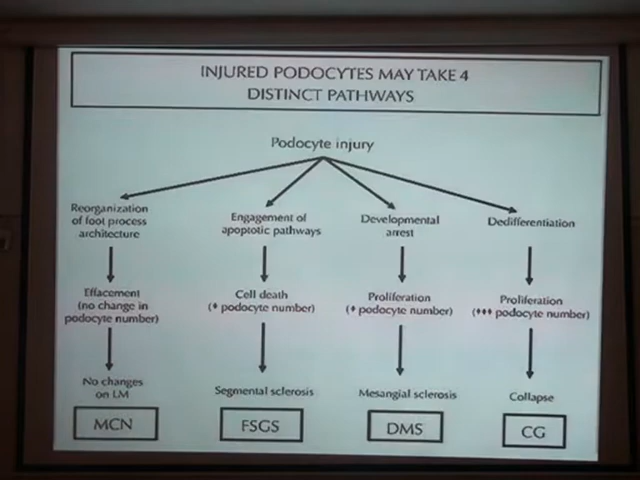 INJURED PODOCYTES MAY TAKE 4
DISTINCT PATHWAYS
Podocyte injury
Reorganization
of foot process
architecture
Engagement of
apoptotic pathways
Developmental
arrest
Dedifferentiation
Effacement
(no change in
podocyte number)
Cell death
(♦ podocyte number)
Proliferation
(♦ podocyte number)
Proliferation
(♦♦♦ podocyte number)
No changes
on LM
Segmental sclerosis
Mesangial sclerosis
Collapse
MCN
FSGS
DMS
CG